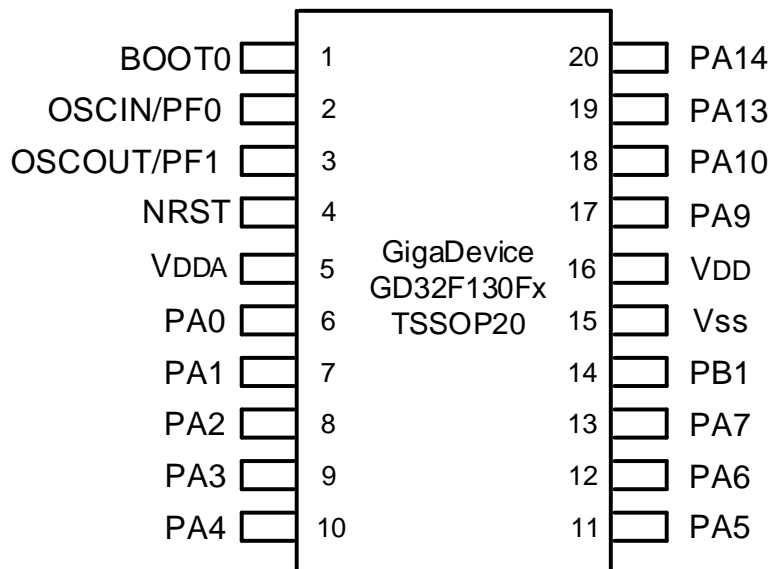 BOOT0 1 20 PA14
OSCIN/PF0 2 19 PA13
OSCOUT/PF1 3 18 PA10
NRST 4 17 PA9
VDDA 5 GigaDevice 16 VDD
GD32F130Fx
PA0 6 TSSOP20 15 Vss
PA1 7 14 PB1
PA2 8 13 PA7
PA3 9 12 PA6
PA4 10 11 PA5